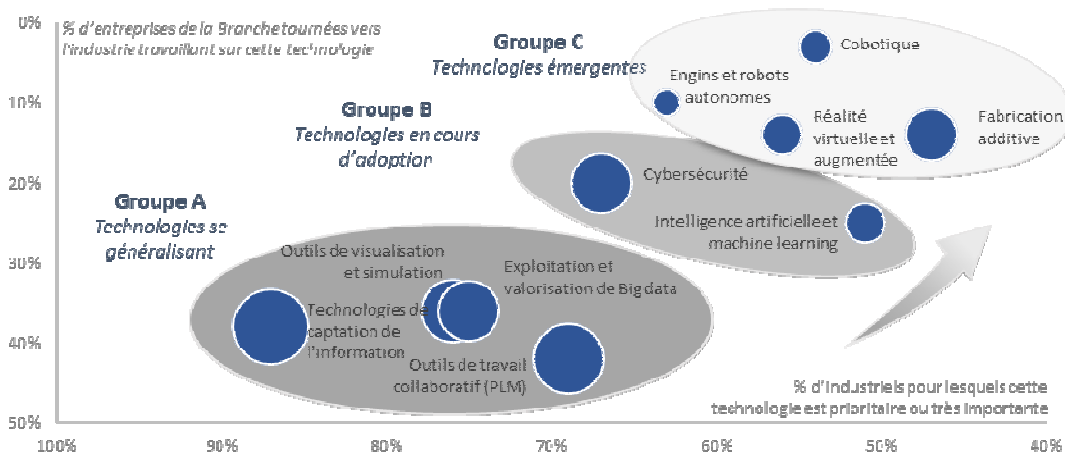 0%
10%
20%
30%
40%
50%
% d'entreprises de la Branche tournées vers
l'industrie travaillant sur cette technologie
Groupe C
Technologies émergentes
Cobotique
Engins et robots
autonomes
Réalité
virtuelle et
augmentée
Fabrication
additive
Groupe B
Technologies en cours
d'adoption
Cybersécurité
Intelligence artificielle et
machine learning
Groupe A
Technologies se
généralisant
Outils de visualisation
et simulation
Exploitation et
valorisation de Big data
Technologies de
captation de
l'information
Outils de travail
collaboratif (PLM)
% d'industriels pour lesquels cette
technologie est prioritaire ou très importante
100%
90%
80%
70%
60%
50%
40%